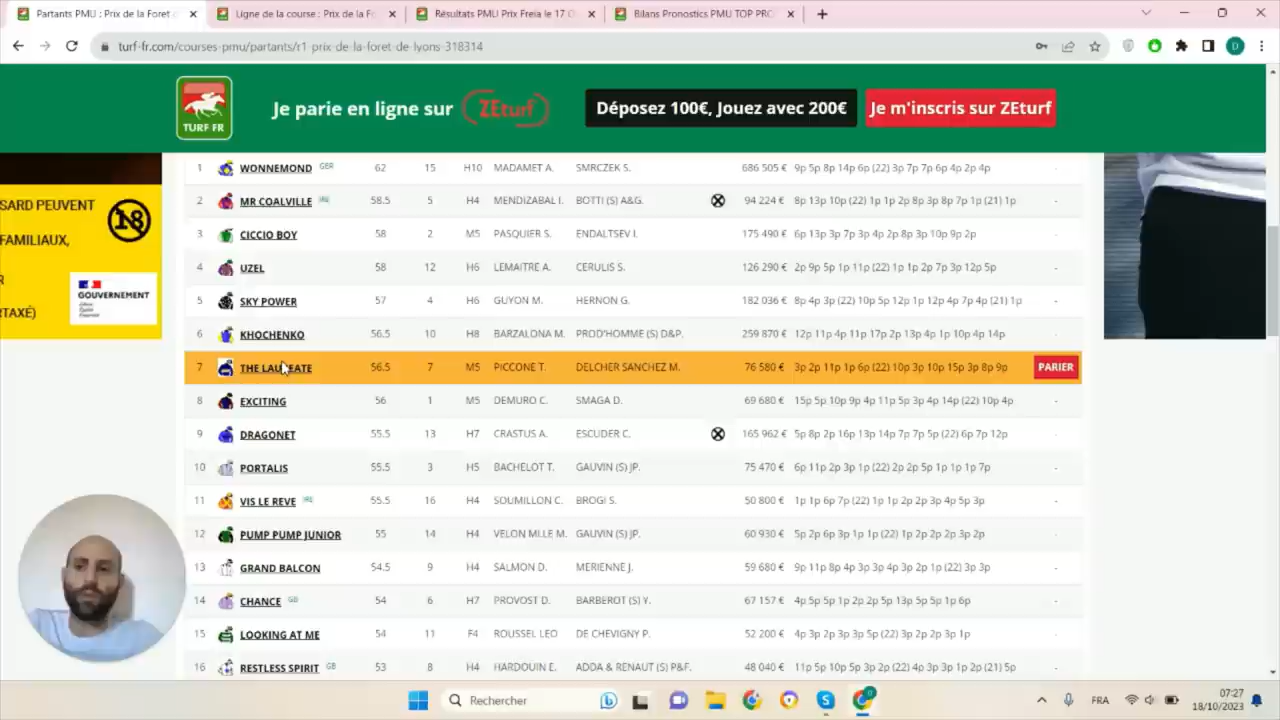 Partants PMU : Prix de la Foret
Ligne de la course : Prix de la Fo
Résultats PMU Prix Freia le 17 O
Bilans Pronostics PMU TOP PRO
turf-fr.com/courses-pmu/partants/r1-prix-de-la-foret-de-lyons-318314
D
TURF FR
Je parie en ligne sur ZEturf
Déposez 100€, Jouez avec 200€
Je m'inscris sur ZEturf
SARD PEUVENT
FAMILIAUX,
R
TAXÉ)
18
GOUVERNEMENT
1 WONNEMOND GER 62 15 H10 MADAMET A. SMRCZEK S. 686 505 € 9p 5p 8p 14p 6p (22) 3p 7p 7p 6p 4p 2p 4p -
2 MR COALVILLE IRE 58.5 5 H4 MENDIZABAL I. BOTTI (S) A&G. 94 224 € 8p 13p 10p (22) 1p 1p 2p 8p 3p 8p 7p 1p (21) 1p -
3 CICCIO BOY 58 2 M5 PASQUIER S. ENDALTSEV I. 175 490 € 6p 13p 3p 7p 3p 4p 2p 8p 3p 10p 9p 2p -
4 UZEL 58 12 H6 LEMAITRE A. CERULIS S. 126 290 € 2p 9p 5p 5p 1p 11p (22) 1p 1p 2p 7p 3p 12p 5p -
5 SKY POWER 57 4 H6 GUYON M. HERNON G. 182 030 € 8p 4p 3p (22) 10p 5p 12p 1p 12p 4p 7p 4p (21) 1p -
6 KHOCHENKO 56.5 10 H8 BARZALONA M. PROD'HOMME (S) D&P. 259 870 € 12p 11p 4p 11p 17p 2p 13p 4p 1p 10p 4p 14p -
7 THE LAUREATE 56.5 7 M5 PICCONE T. DELCHER SANCHEZ M. 76 580 € 3p 2p 11p 1p 6p (22) 10p 3p 10p 15p 3p 8p 9p PARIER
8 EXCITING 56 1 M5 DEMURO C. SMAGA D. 69 680 € 15p 5p 10p 9p 4p 11p 5p 3p 4p 14p (22) 10p 4p -
9 DRAGONET 55.5 13 H7 CRASTUS A. ESCUDER C. 165 962 € 5p 8p 2p 16p 13p 14p 7p 7p 5p (22) 6p 7p 12p -
10 PORTALIS 55.5 3 H5 BACHELOT T. GAUVIN (S) JP. 75 470 € 6p 11p 2p 3p 1p (22) 2p 2p 5p 1p 1p 1p 7p -
11 VIS LE REVE IRE 55.5 16 H4 SOUMILLON C. BROGI S. 50 800 € 1p 1p 6p 7p (22) 1p 1p 2p 2p 3p 4p 5p 3p -
12 PUMP PUMP JUNIOR 55 14 H4 VELON MLLE M. GAUVIN (S) JP. 60 930 € 5p 2p 6p 3p 1p 1p (22) 1p 2p 2p 2p 3p 2p -
13 GRAND BALCON 54.5 9 H4 SALMON D. MERIENNE J. 59 680 € 9p 11p 8p 4p 3p 3p 4p 3p 2p 1p (22) 3p 3p -
14 CHANCE GB 54 6 H7 PROVOST D. BARBEROT (S) Y. 67 157 € 4p 5p 5p 1p 2p 2p 5p 13p 5p 5p 1p 6p -
15 LOOKING AT ME 54 11 F4 ROUSSEL LEO DE CHEVIGNY P. 52 200 € 4p 3p 2p 3p 3p 5p (22) 3p 2p 2p 3p 1p -
16 RESTLESS SPIRIT GB 53 8 H4 HARDOUIN E. ADDA & RENAUT (S) P&F. 48 040 € 11p 5p 10p 5p 3p 2p (22) 4p 3p 3p 1p 2p (21) 5p -
Rechercher
FRA
07:27
18/10/2023